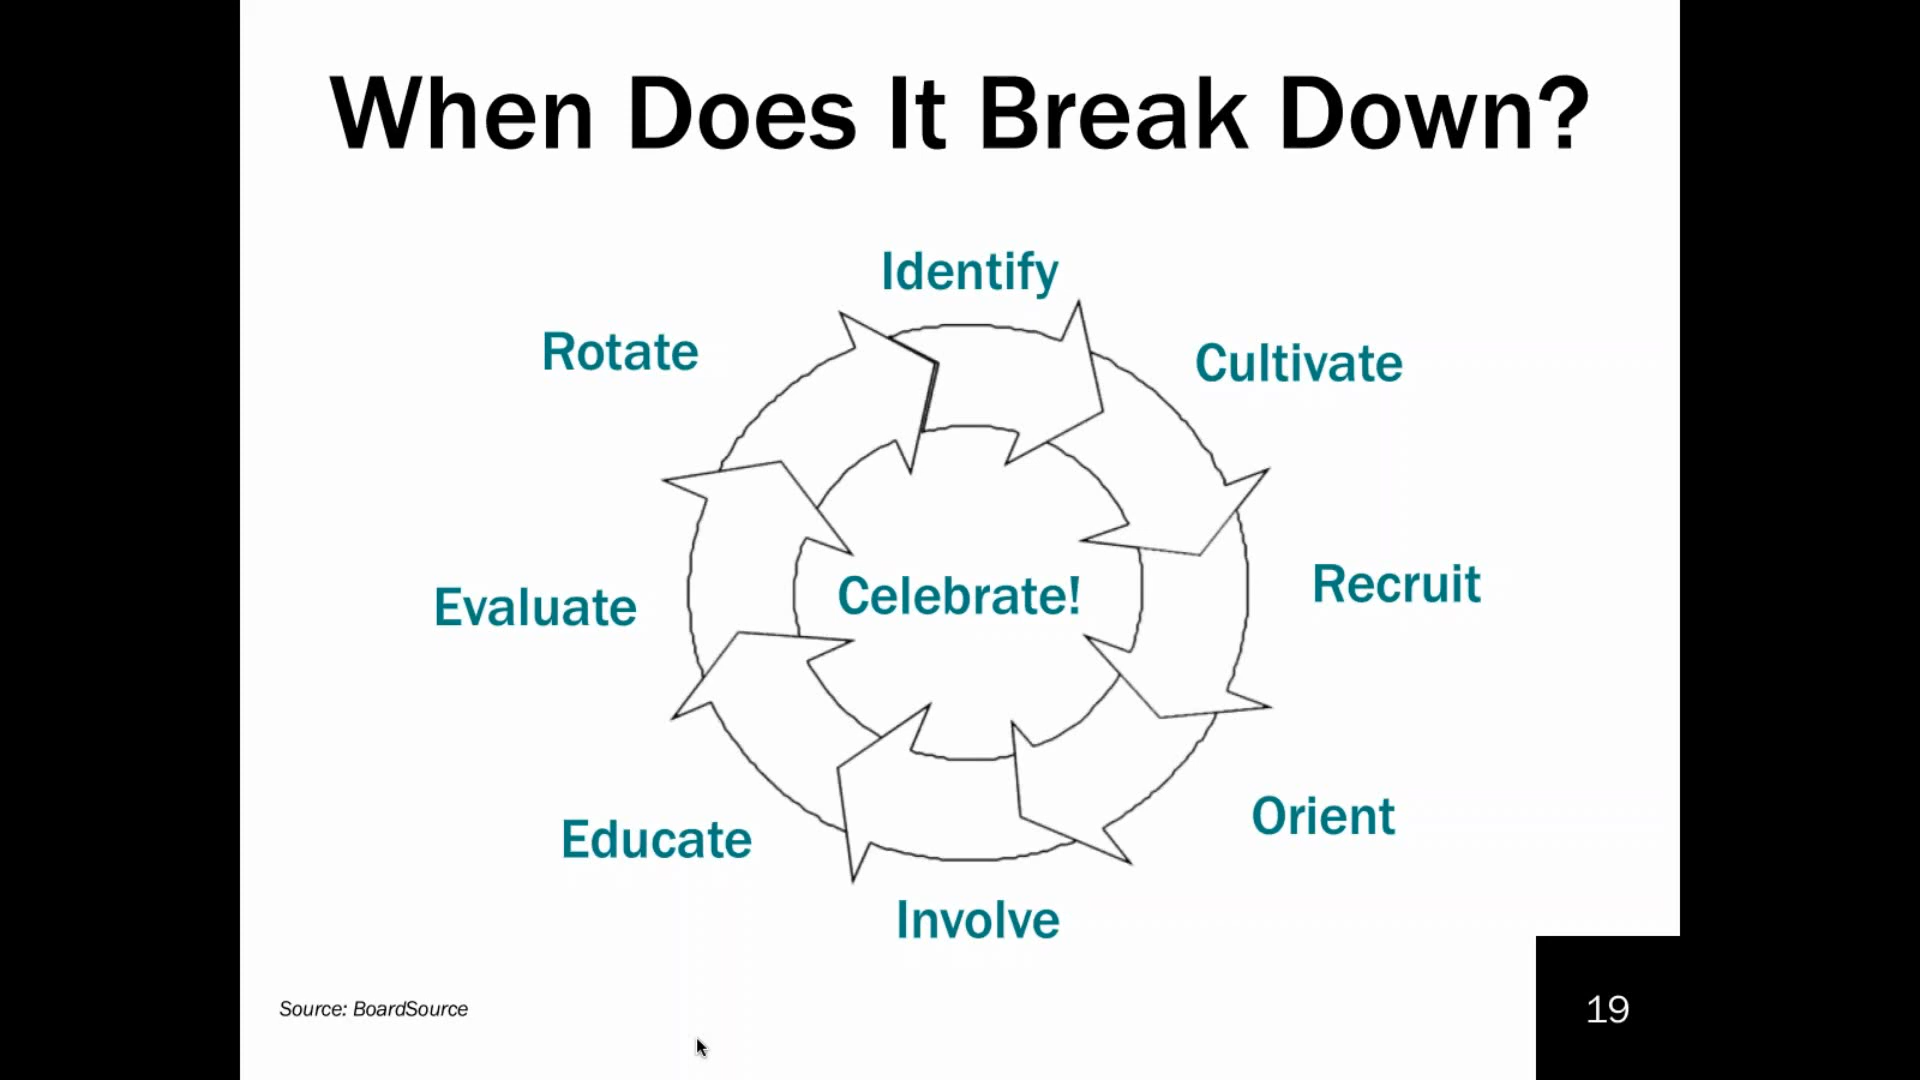 When Does It Break Down?
Identify
Cultivate
Recruit
Orient
Involve
Educate
Evaluate
Rotate
Celebrate!
Source: BoardSource
19